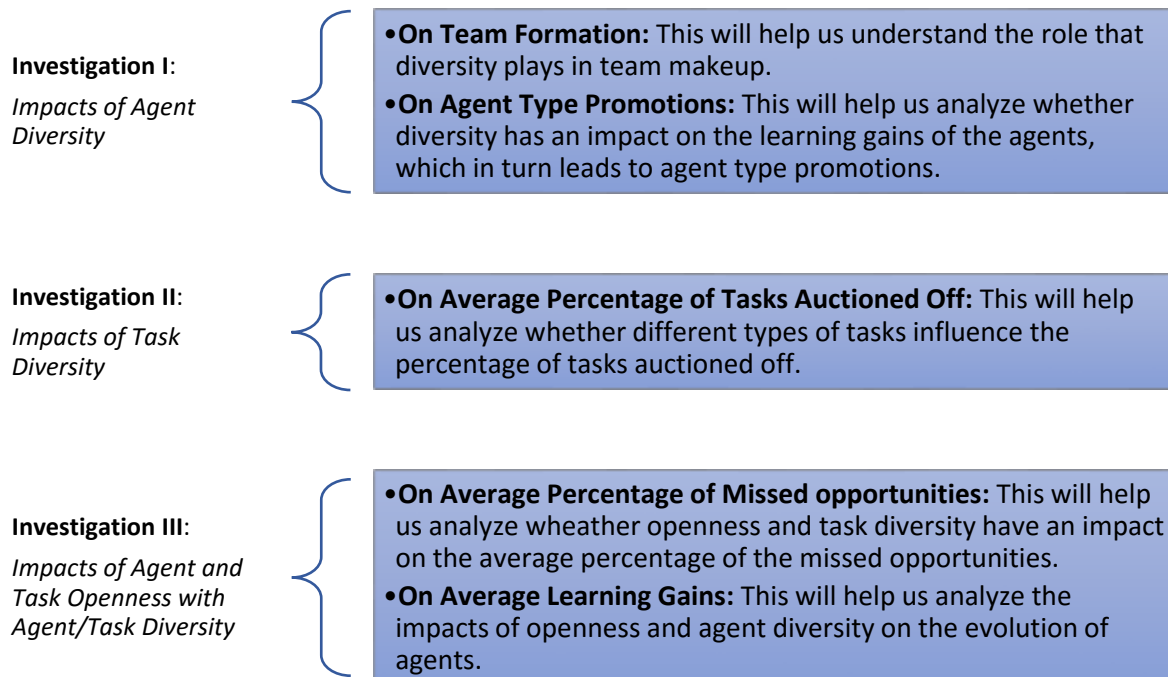 Investigation I:
Impacts of Agent
Diversity
•On Team Formation: This will help us understand the role that
diversity plays in team makeup.
•On Agent Type Promotions: This will help us analyze whether
diversity has an impact on the learning gains of the agents,
which in turn leads to agent type promotions.
Investigation II:
Impacts of Task
Diversity
•On Average Percentage of Tasks Auctioned Off: This will help
us analyze whether different types of tasks influence the
percentage of tasks auctioned off.
Investigation III:
Impacts of Agent and
Task Openness with
Agent/Task Diversity
•On Average Percentage of Missed opportunities: This will help
us analyze wheather openness and task diversity have an impact
on the average percentage of the missed opportunities.
•On Average Learning Gains: This will help us analyze the
impacts of openness and agent diversity on the evolution of
agents.